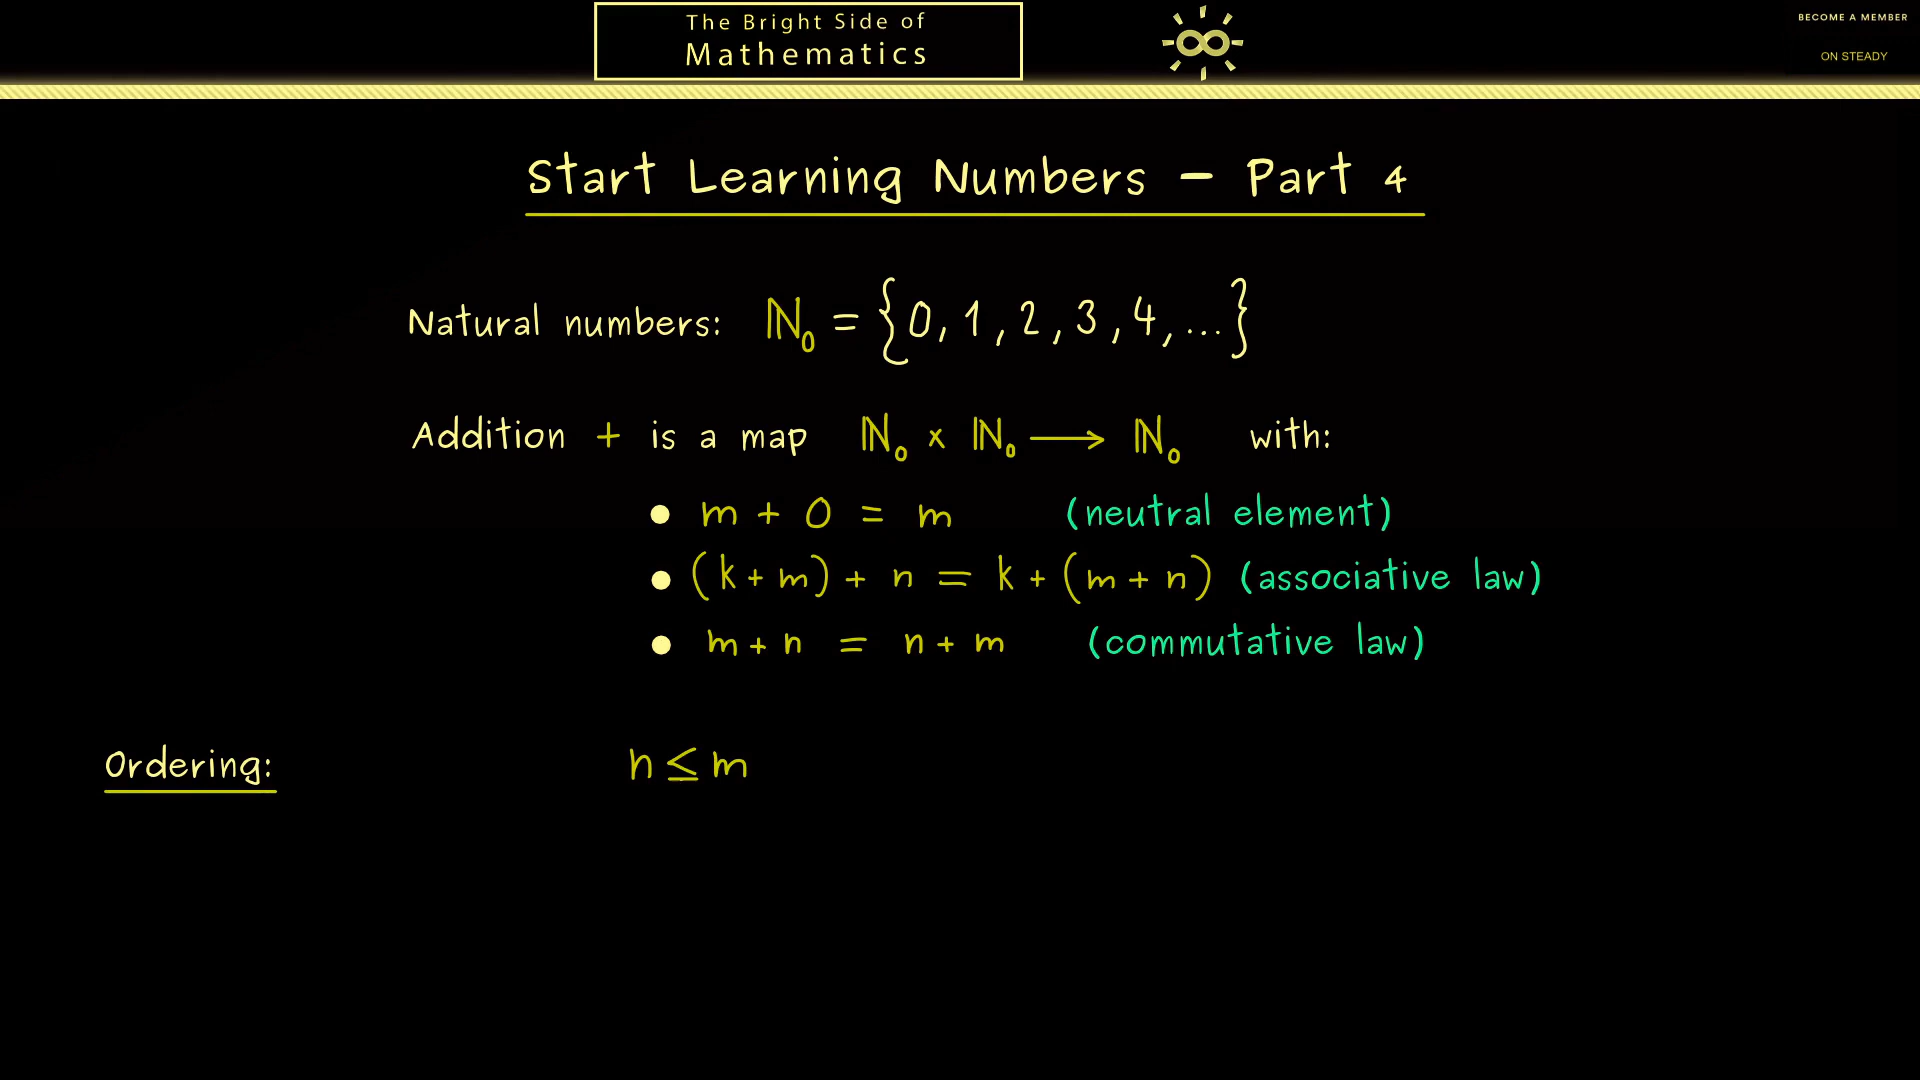 The Bright Side of
Mathematics
BECOME A MEMBER
ON STEADY
Start Learning Numbers – Part 4
Natural numbers: ℕ₀ = {0, 1, 2, 3, 4, ...}
Addition + is a map ℕ₀ × ℕ₀ ⟶ ℕ₀ with:
• m + 0 = m (neutral element)
• (k + m) + n = k + (m + n) (associative law)
• m + n = n + m (commutative law)
Ordering: n ≤ m